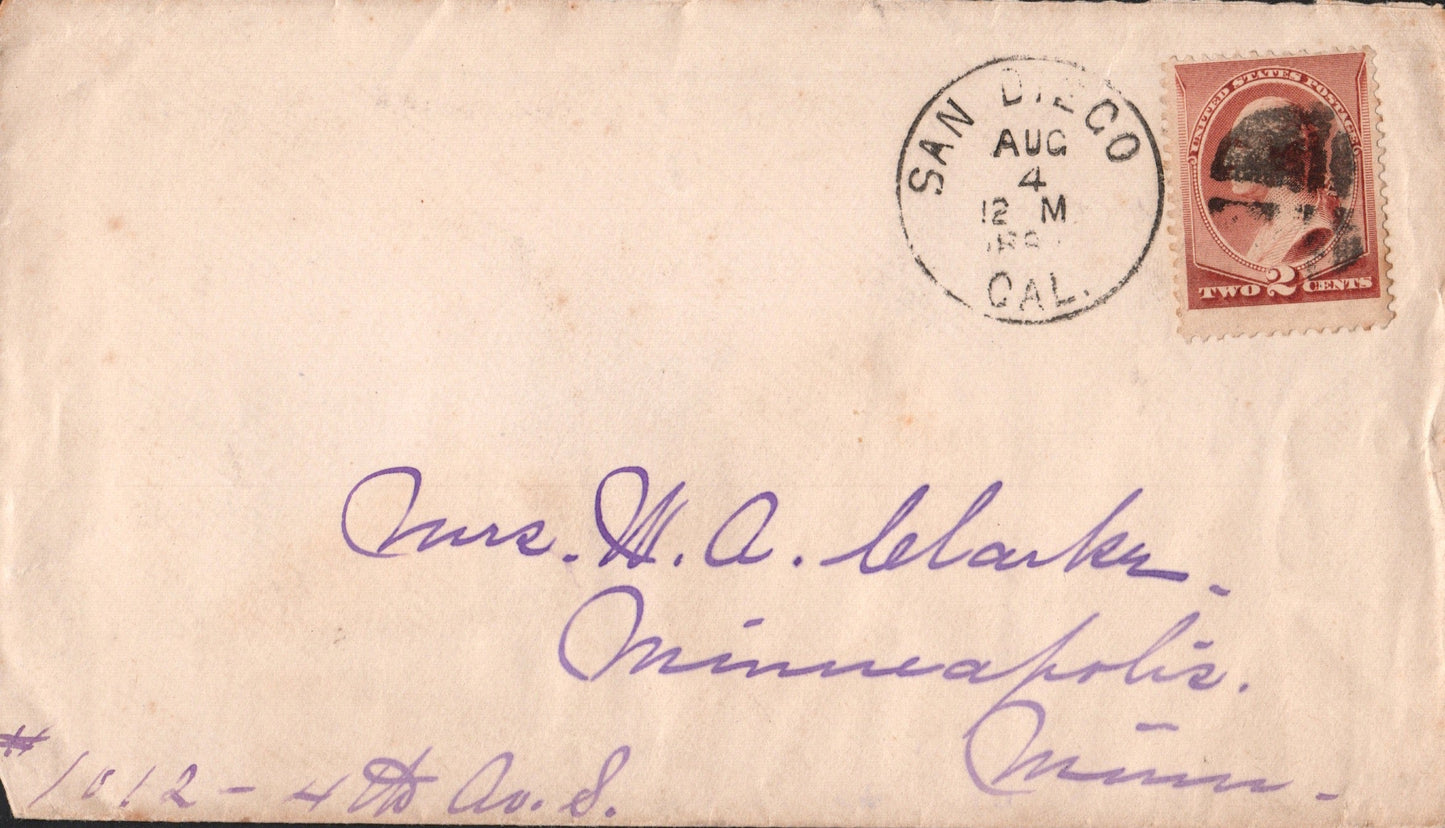 SAN DIEGO
AUG
4
12 M
CAL.
UNITED STATES POSTAGE
TWO 2 CENTS
Mrs. W. A. Clarke.
Minneapolis.
Minn.
#1012 - 4th Av. S.